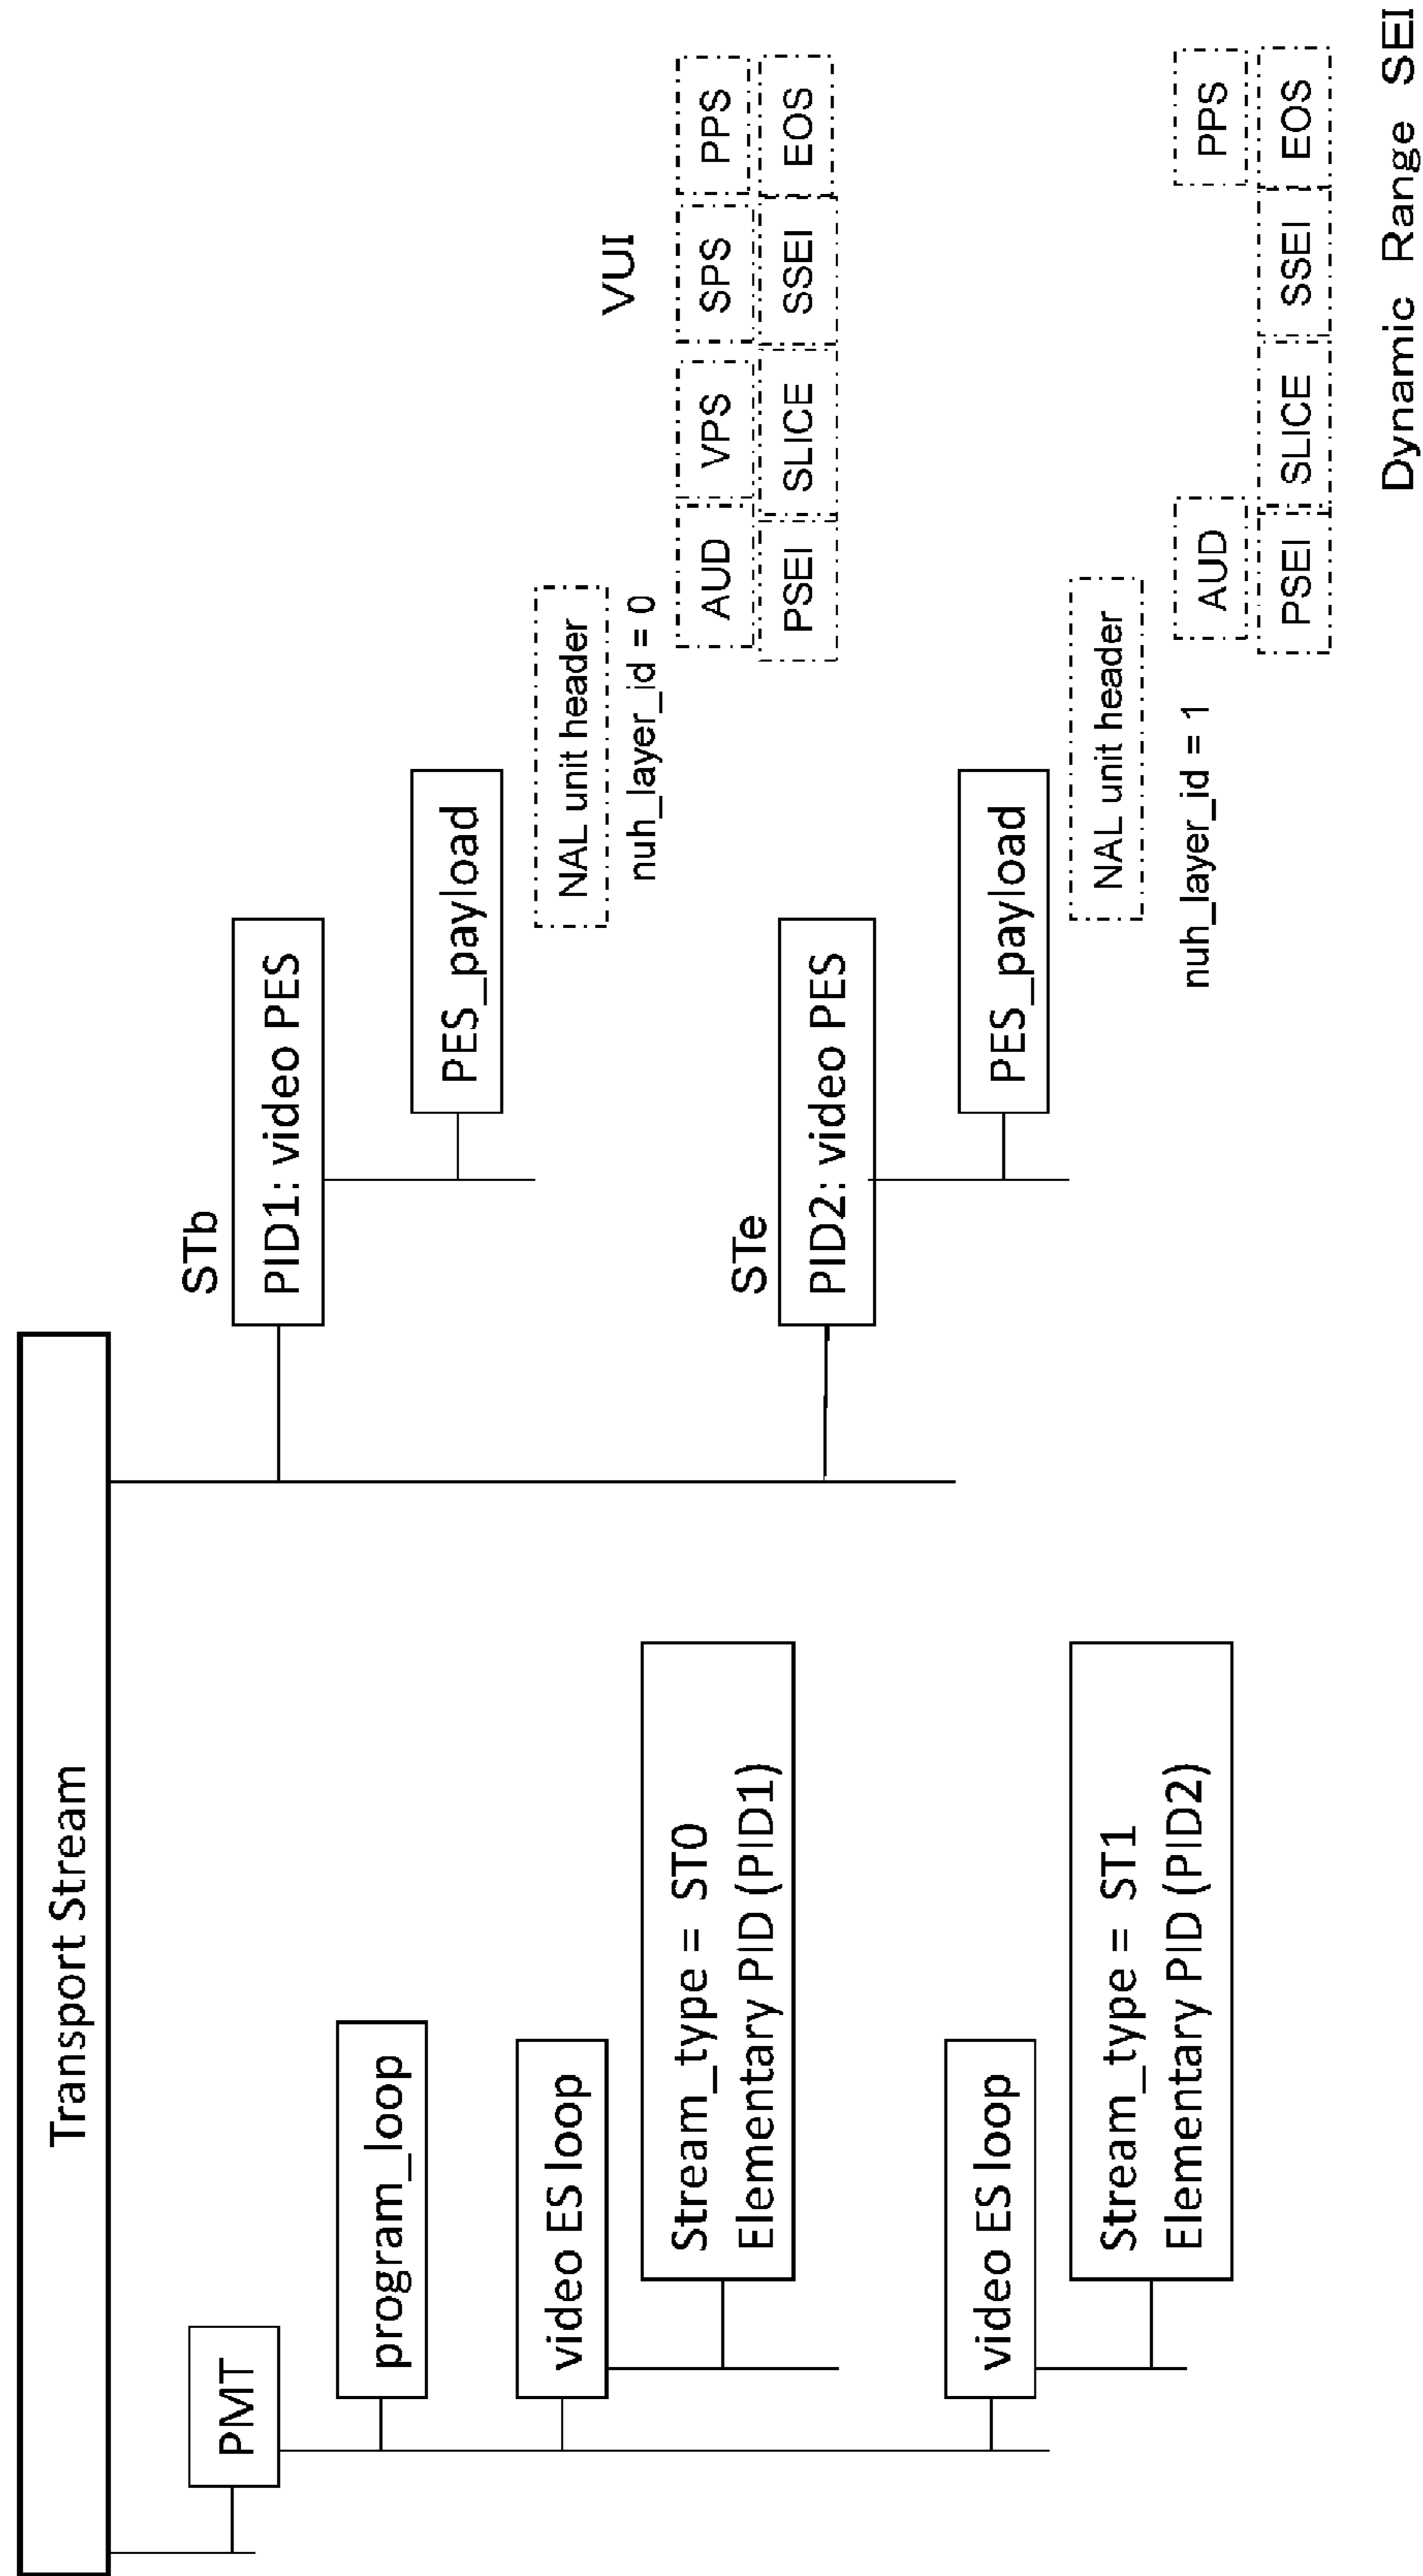 Transport Stream
PMT
program_loop
video ES loop
Stream_type = ST0
Elementary PID (PID1)
video ES loop
Stream_type = ST1
Elementary PID (PID2)
STb
PID1: video PES
PES_payload
NAL unit header
nuh_layer_id = 0
VUI
AUD VPS SPS PPS
PSEI SLICE SSEI EOS
STe
PID2: video PES
PES_payload
NAL unit header
nuh_layer_id = 1
AUD PPS
PSEI SLICE SSEI EOS
Dynamic Range SEI